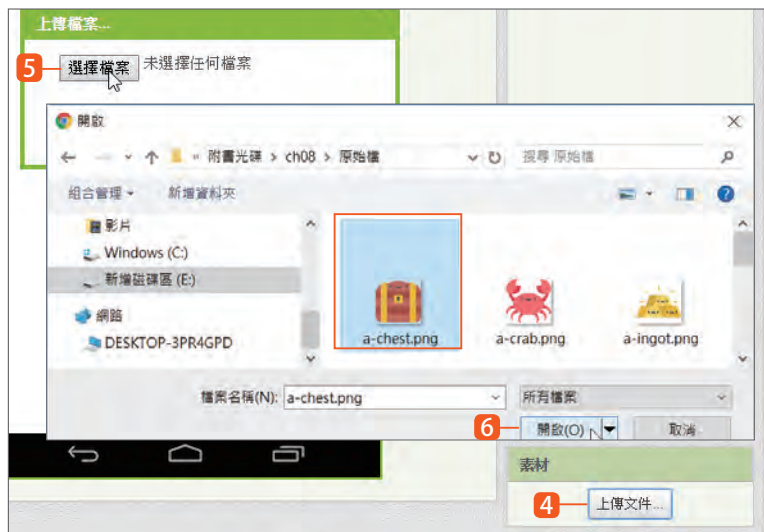 上傳檔案...
5
選擇檔案 未選擇任何檔案
開啟
« 附書光碟 › ch08 › 原始檔
搜尋 原始檔
組合管理
新增資料夾
影片
Windows (C:)
新增磁碟區 (E:)
網路
DESKTOP-3PR4GPD
a-chest.png
a-crab.png
a-ingot.png
檔案名稱(N): a-chest.png
所有檔案
6
開啟(O)
取消
素材
4
上傳文件...